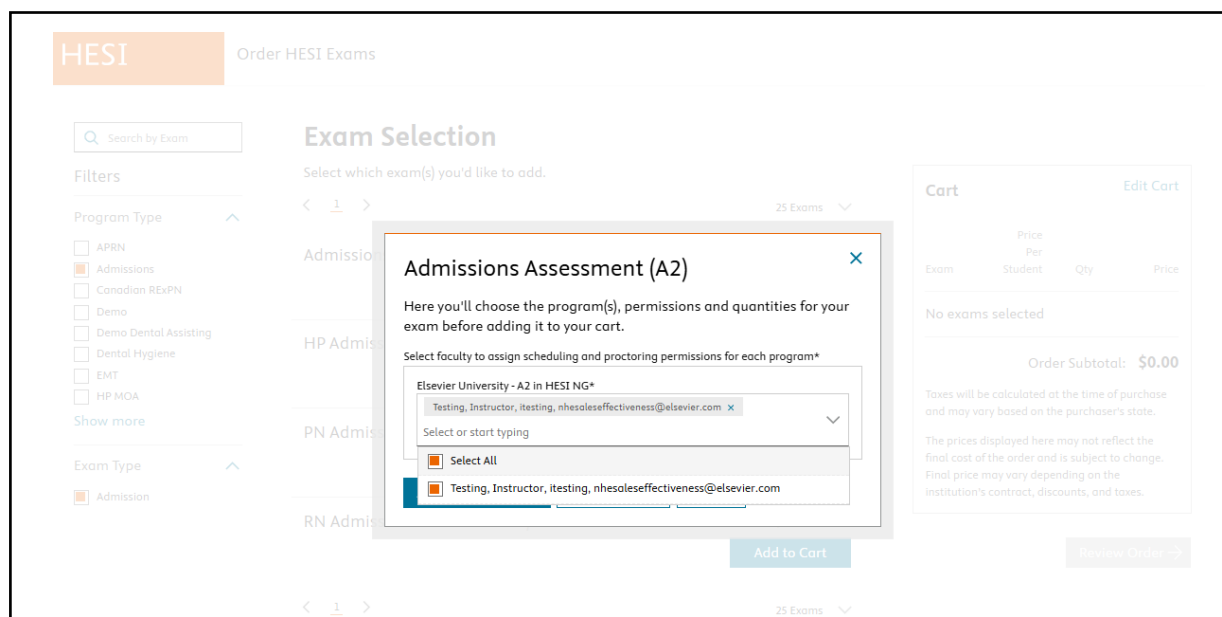 HESI
Order HESI Exams
Search by Exam
Filters
Program Type
APRN
Admissions
Canadian RExPN
Demo
Demo Dental Assisting
Dental Hygiene
EMT
HP MOA
Show more
Exam Type
Admission
Exam Selection
Select which exam(s) you'd like to add.
< 1 >
25 Exams
Admission
HP Admis
PN Admiss
RN Admi
Admissions Assessment (A2)
Here you'll choose the program(s), permissions and quantities for your
exam before adding it to your cart.
Select faculty to assign scheduling and proctoring permissions for each program*
Elsevier University - A2 in HESI NG*
Testing, Instructor, itesting, nhesaleseffectiveness@elsevier.com ×
Select or start typing
Select All
Testing, Instructor, itesting, nhesaleseffectiveness@elsevier.com
Add to Cart
< 1 >
25 Exams
Cart
Edit Cart
Exam Price Per Student Qty Price
No exams selected
Order Subtotal: $0.00
Taxes will be calculated at the time of purchase
and may vary based on the purchaser's state.
The prices displayed here may not reflect the
final cost of the order and is subject to change.
Final price may vary depending on the
Institution's contract, discounts, and taxes.
Review Order